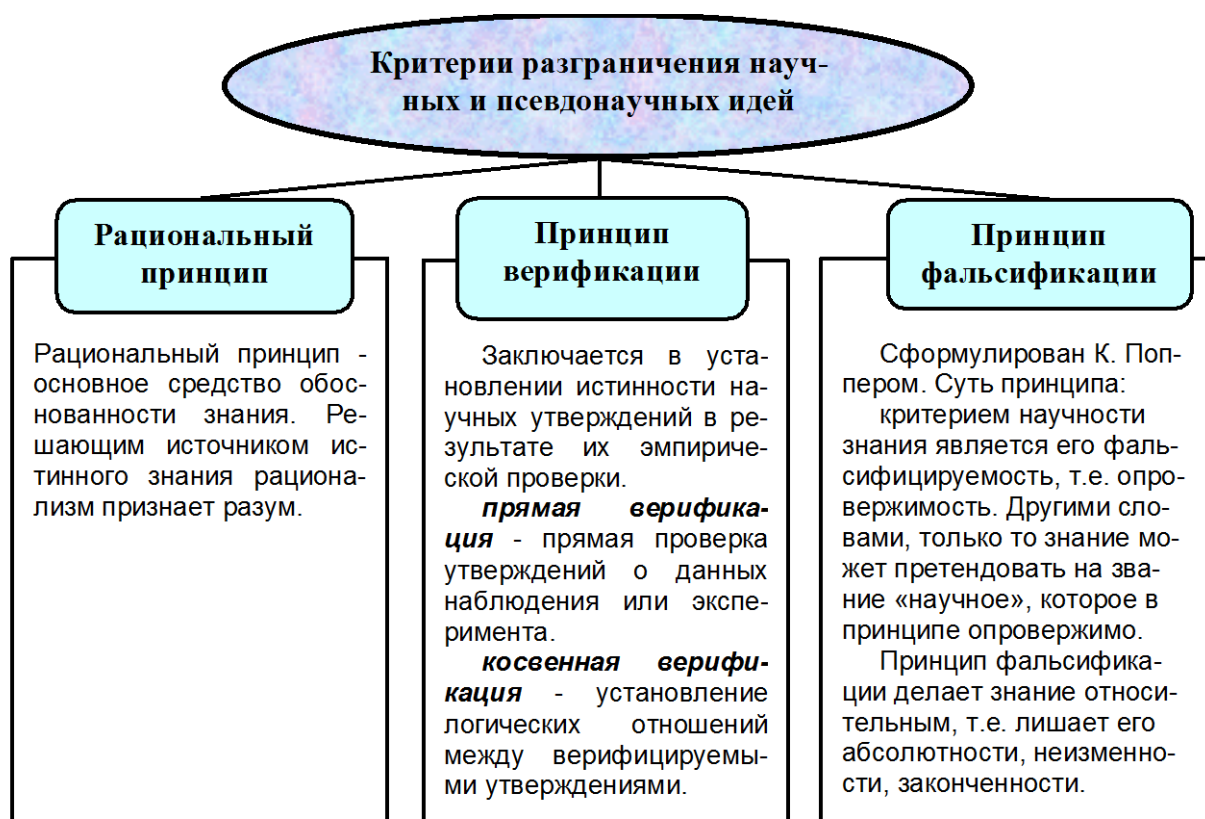 Критерии разграничения науч-
ных и псевдонаучных идей
Рациональный
принцип
Рациональный принцип -
основное средство обос-
нованности знания. Ре-
шающим источником ис-
тинного знания рациона-
лизм признает разум.
Принцип
верификации
Заключается в уста-
новлении истинности на-
учных утверждений в ре-
зультате их эмпириче-
ской проверки.
прямая верифика-
ция - прямая проверка
утверждений о данных
наблюдения или экспе-
римента.
косвенная верифи-
кация - установление
логических отношений
между верифицируемы-
ми утверждениями.
Принцип
фальсификации
Сформулирован К. Поп-
пером. Суть принципа:
критерием научности
знания является его фаль-
сифицируемость, т.е. опро-
вержимость. Другими сло-
вами, только то знание мо-
жет претендовать на зва-
ние «научное», которое в
принципе опровержимо.
Принцип фальсифика-
ции делает знание относи-
тельным, т.е. лишает его
абсолютности, неизменно-
сти, законченности.